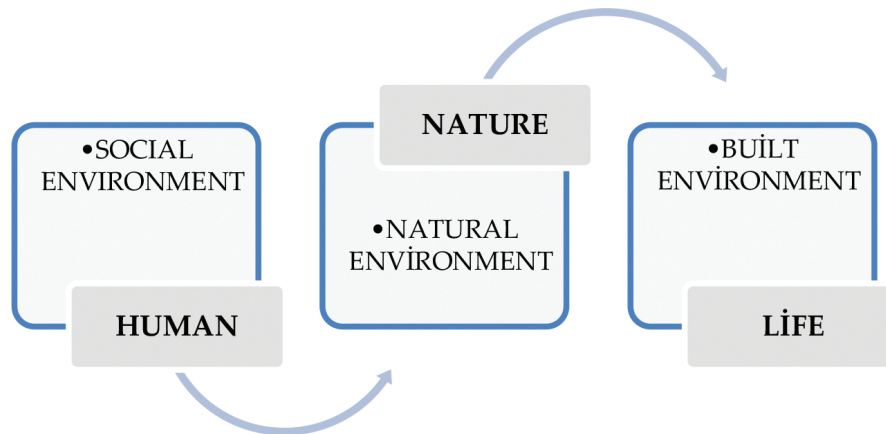 •SOCIAL
ENVIRONMENT
HUMAN
NATURE
•NATURAL
ENVİRONMENT
•BUİLT
ENVİRONMENT
LİFE